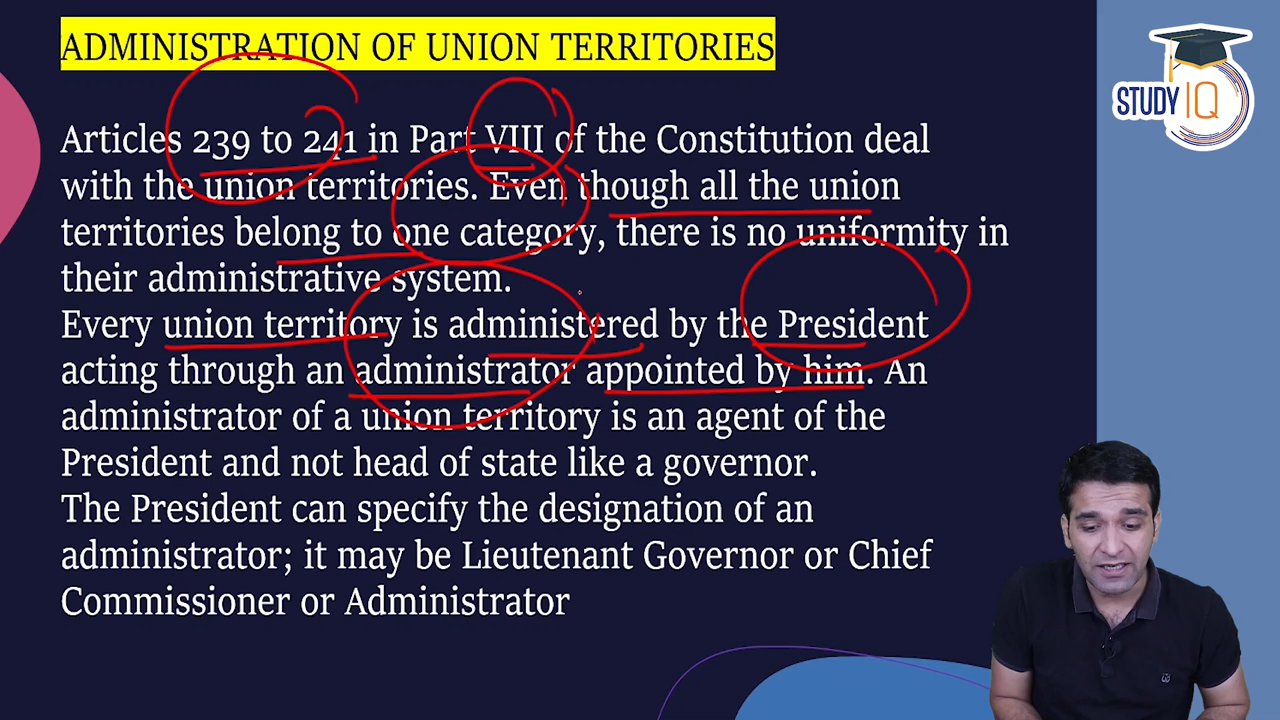 ADMINISTRATION OF UNION TERRITORIES
STUDY IQ
Articles 239 to 241 in Part VIII of the Constitution deal
with the union territories. Even though all the union
territories belong to one category, there is no uniformity in
their administrative system.
Every union territory is administered by the President
acting through an administrator appointed by him. An
administrator of a union territory is an agent of the
President and not head of state like a governor.
The President can specify the designation of an
administrator; it may be Lieutenant Governor or Chief
Commissioner or Administrator